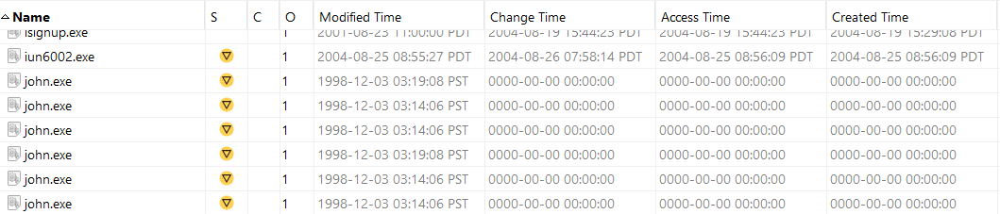 Name S C O Modified Time Change Time Access Time Created Time
isignup.exe 1 2001-08-23 11:00:00 PDT 2004-08-19 15:44:23 PDT 2004-08-19 15:44:23 PDT 2004-08-19 15:29:08 PDT
iun6002.exe 1 2004-08-25 08:55:27 PDT 2004-08-26 07:58:14 PDT 2004-08-25 08:56:09 PDT 2004-08-25 08:56:09 PDT
john.exe 1 1998-12-03 03:19:08 PST 0000-00-00 00:00:00 0000-00-00 00:00:00 0000-00-00 00:00:00
john.exe 1 1998-12-03 03:14:06 PST 0000-00-00 00:00:00 0000-00-00 00:00:00 0000-00-00 00:00:00
john.exe 1 1998-12-03 03:14:06 PST 0000-00-00 00:00:00 0000-00-00 00:00:00 0000-00-00 00:00:00
john.exe 1 1998-12-03 03:19:08 PST 0000-00-00 00:00:00 0000-00-00 00:00:00 0000-00-00 00:00:00
john.exe 1 1998-12-03 03:14:06 PST 0000-00-00 00:00:00 0000-00-00 00:00:00 0000-00-00 00:00:00
john.exe 1 1998-12-03 03:14:06 PST 0000-00-00 00:00:00 0000-00-00 00:00:00 0000-00-00 00:00:00